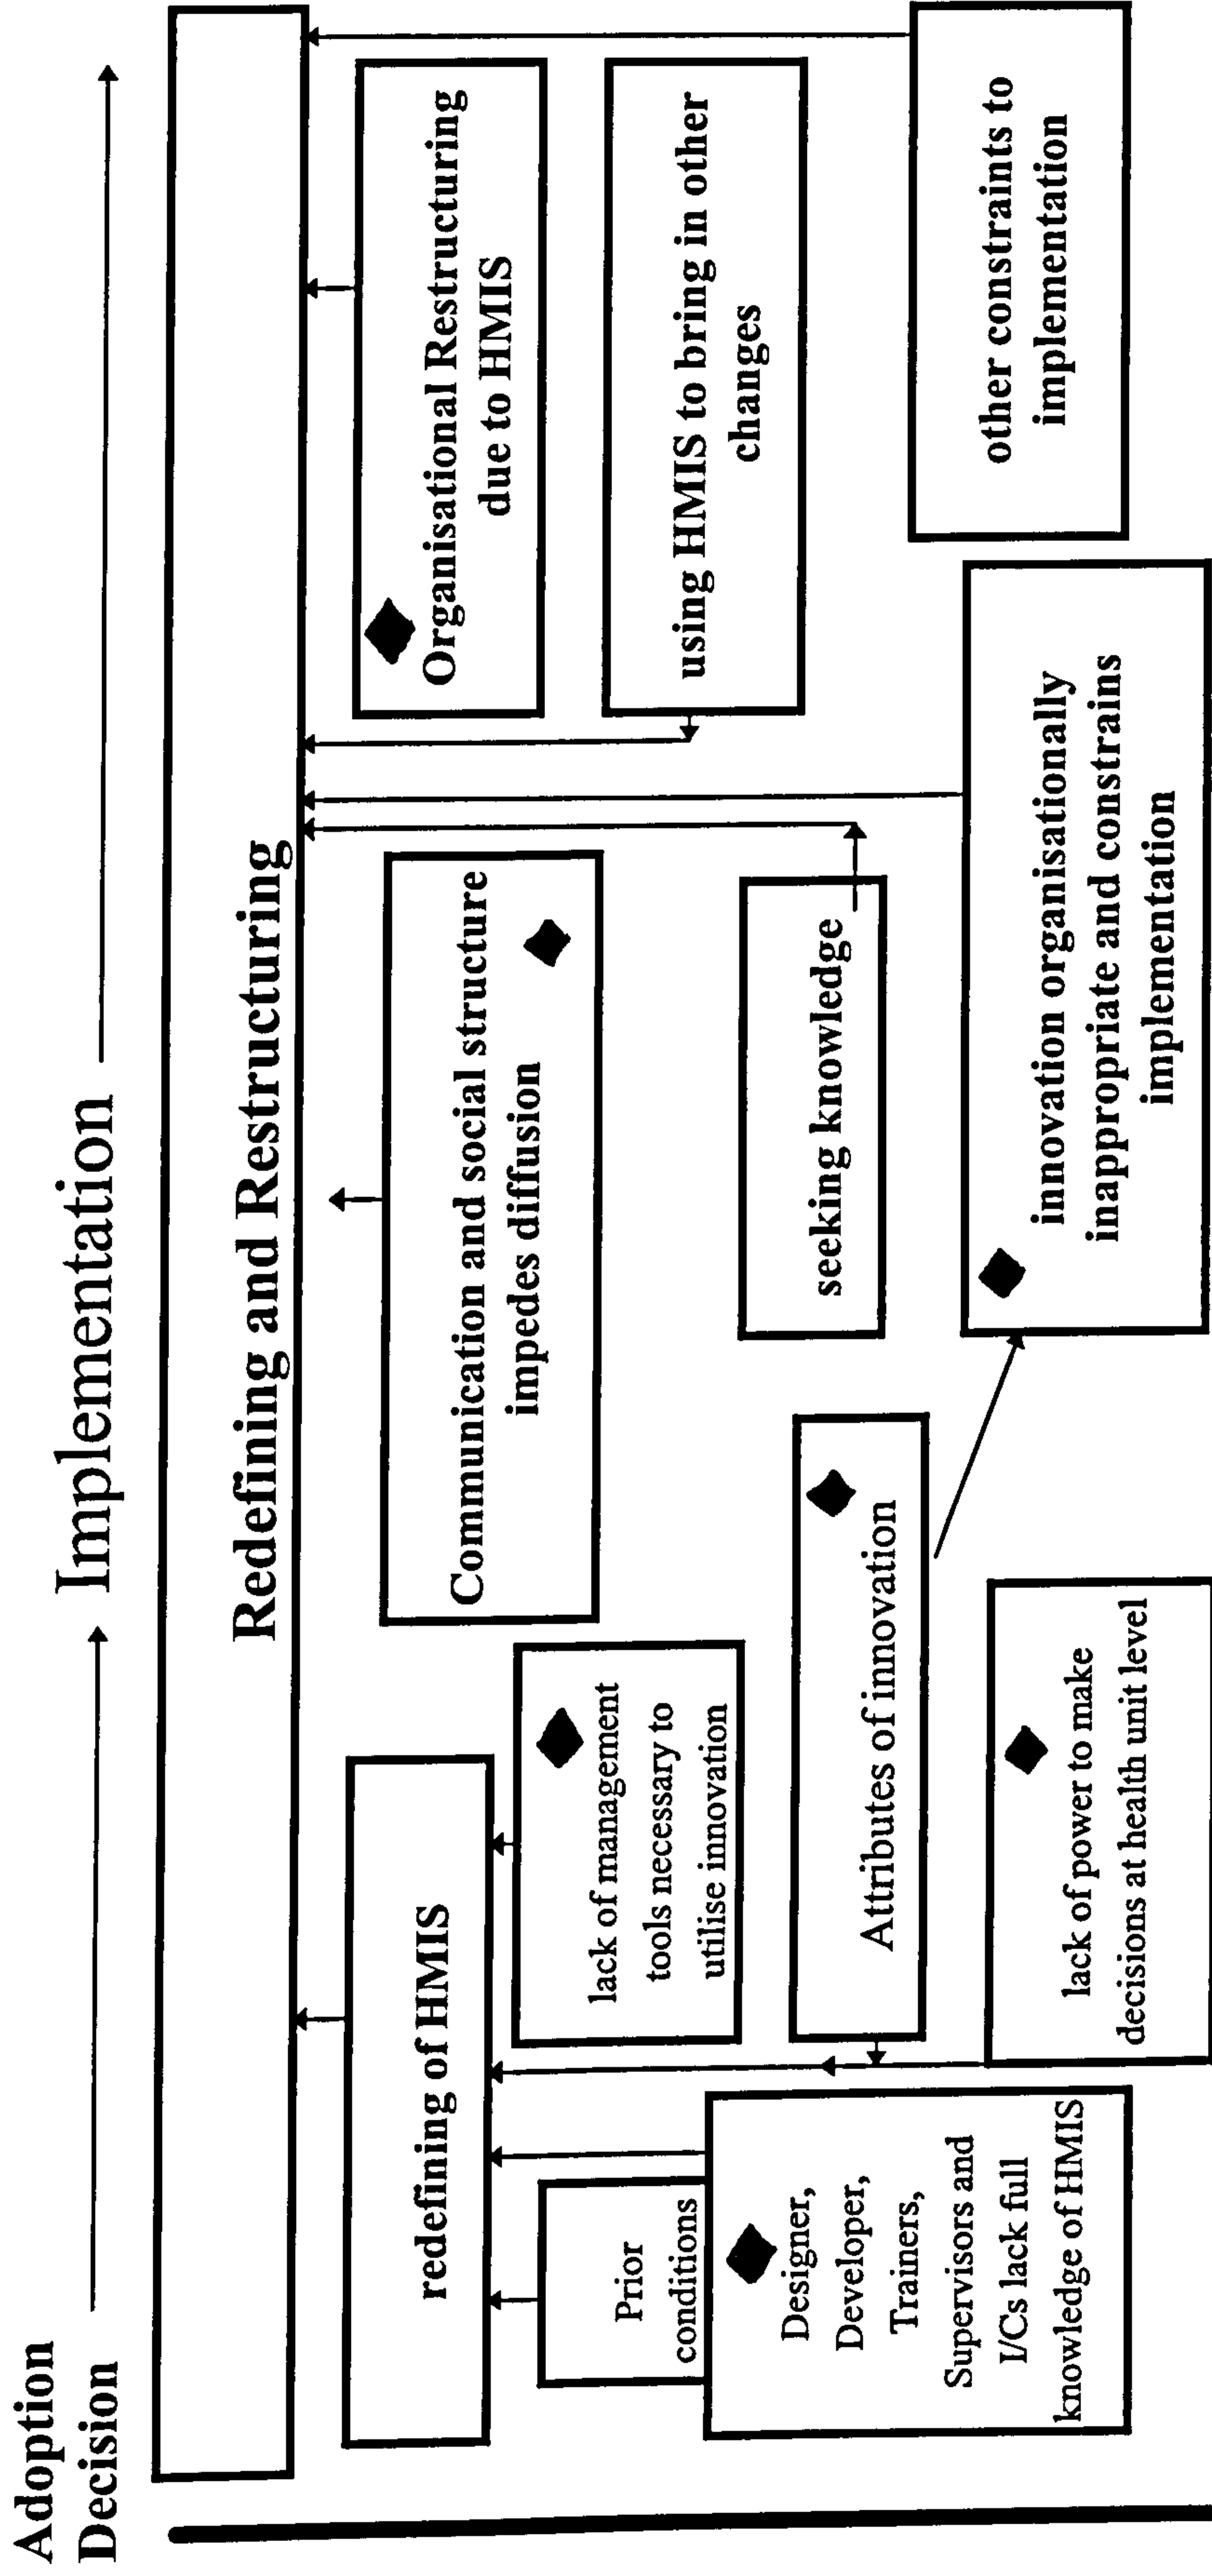 Adoption
Decision
Implementation
Redefining and Restructuring
redefining of HMIS
Prior
conditions
Designer,
Developer,
Trainers,
Supervisors and
I/Cs lack full
knowledge of HMIS
lack of management
tools necessary to
utilise innovation
Attributes of innovation
lack of power to make
decisions at health unit level
Communication and social structure
impedes diffusion
seeking knowledge
innovation organisationally
inappropriate and constrains
implementation
Organisational Restructuring
due to HMIS
using HMIS to bring in other
changes
other constraints to
implementation